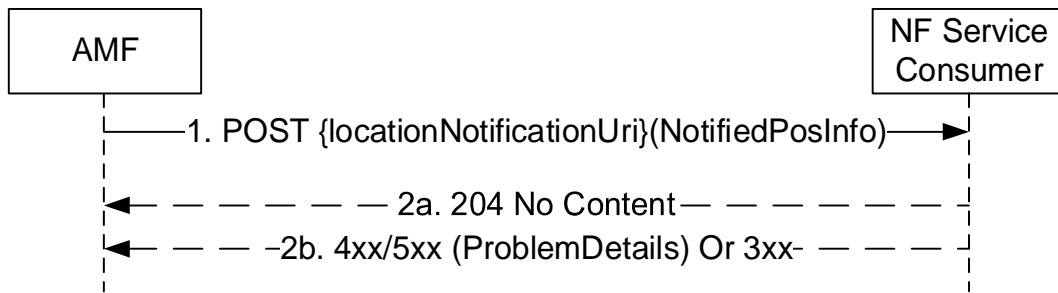 AMF
NF Service
Consumer
1. POST {locationNotificationUri}(NotifiedPosInfo)
2a. 204 No Content
2b. 4xx/5xx (ProblemDetails) Or 3xx